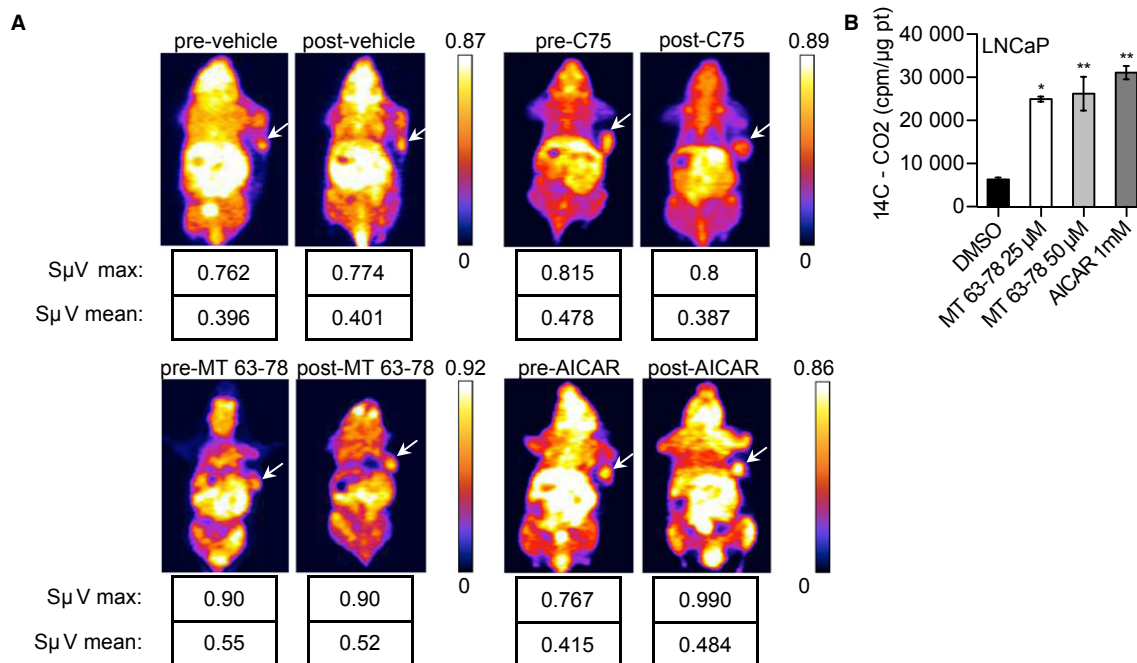 A
pre-vehicle post-vehicle 0.87 pre-C75 post-C75 0.89
0 0
SµV max: 0.762 0.774 0.815 0.8
Sµ V mean: 0.396 0.401 0.478 0.387
pre-MT 63-78 post-MT 63-78 0.92 pre-AICAR post-AICAR 0.86
0 0
Sµ V max: 0.90 0.90 0.767 0.990
Sµ V mean: 0.55 0.52 0.415 0.484
B
14C - CO2 (cpm/µg pt)
40 000
30 000
20 000
10 000
0
LNCaP
* ** **
DMSO
MT 63-78 25 µM
MT 63-78 50 µM
AICAR 1mM